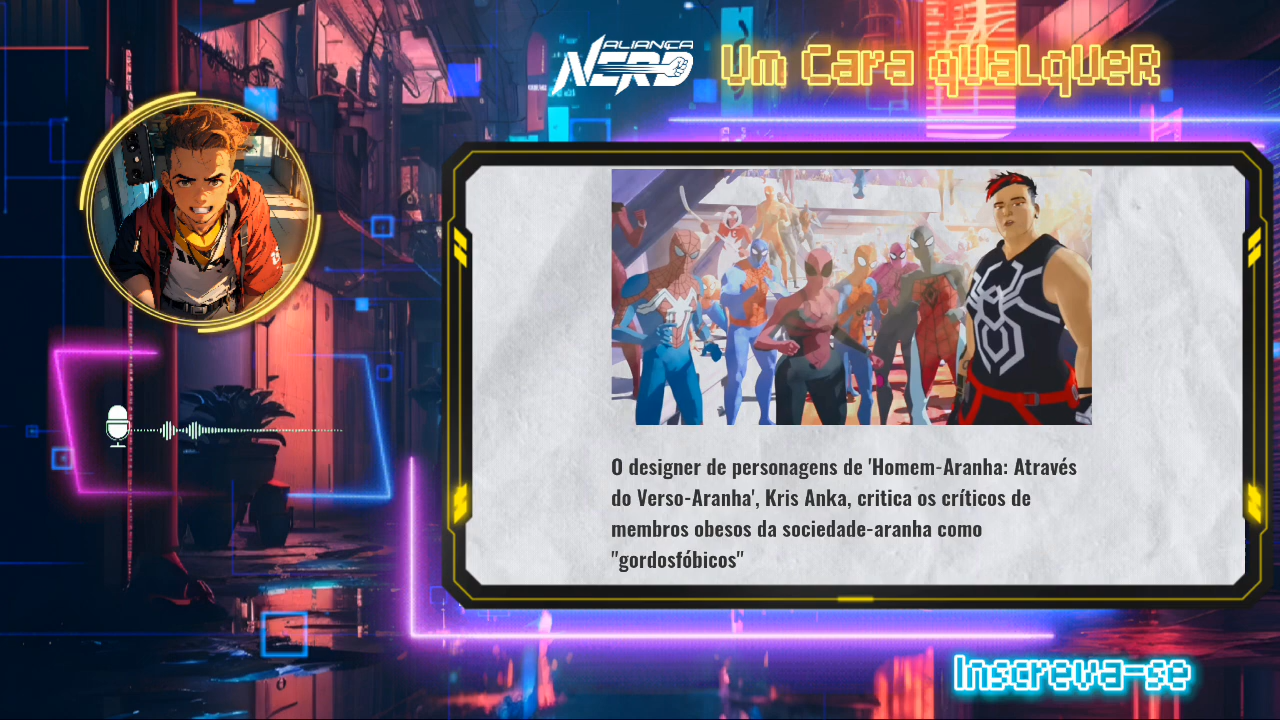 ALIANÇA
NERD
Um Cara qUaLqUeR
O designer de personagens de 'Homem-Aranha: Através
do Verso-Aranha', Kris Anka, critica os críticos de
membros obesos da sociedade-aranha como
"gordosfóbicos"
Inscreva-se